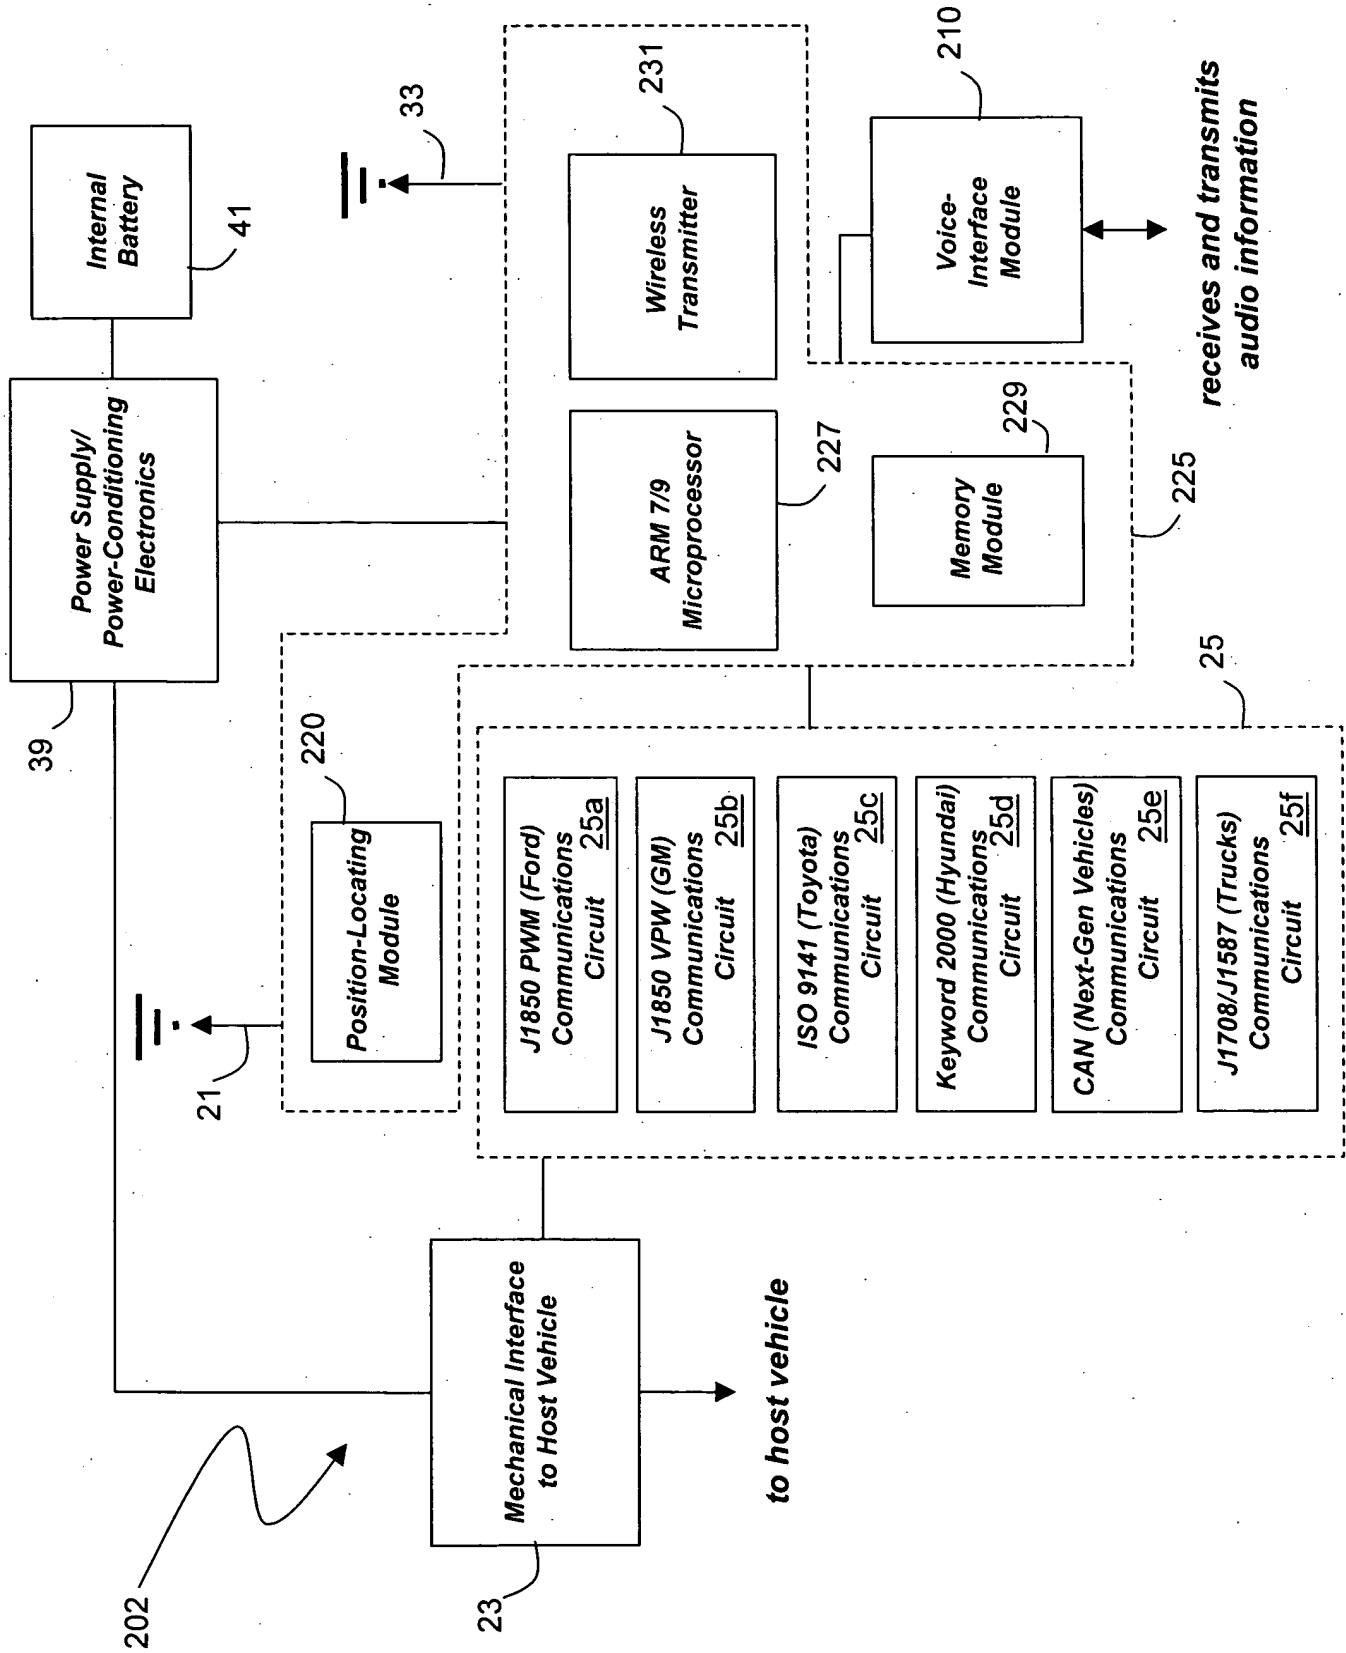 202
39
Power Supply/
Power-Conditioning
Electronics
Internal
Battery
41
21
220
Position-Locating
Module
33
Mechanical Interface
to Host Vehicle
23
to host vehicle
J1850 PWM (Ford)
Communications
Circuit 25a
J1850 VPW (GM)
Communications
Circuit 25b
ISO 9141 (Toyota)
Communications
Circuit 25c
Keyword 2000 (Hyundai)
Communications
Circuit 25d
CAN (Next-Gen Vehicles)
Communications
Circuit 25e
J1708/J1587 (Trucks)
Communications
Circuit 25f
25
ARM 7/9
Microprocessor
227
Wireless
Transmitter
231
Memory
Module
229
225
Voice-
Interface
Module
210
receives and transmits
audio information